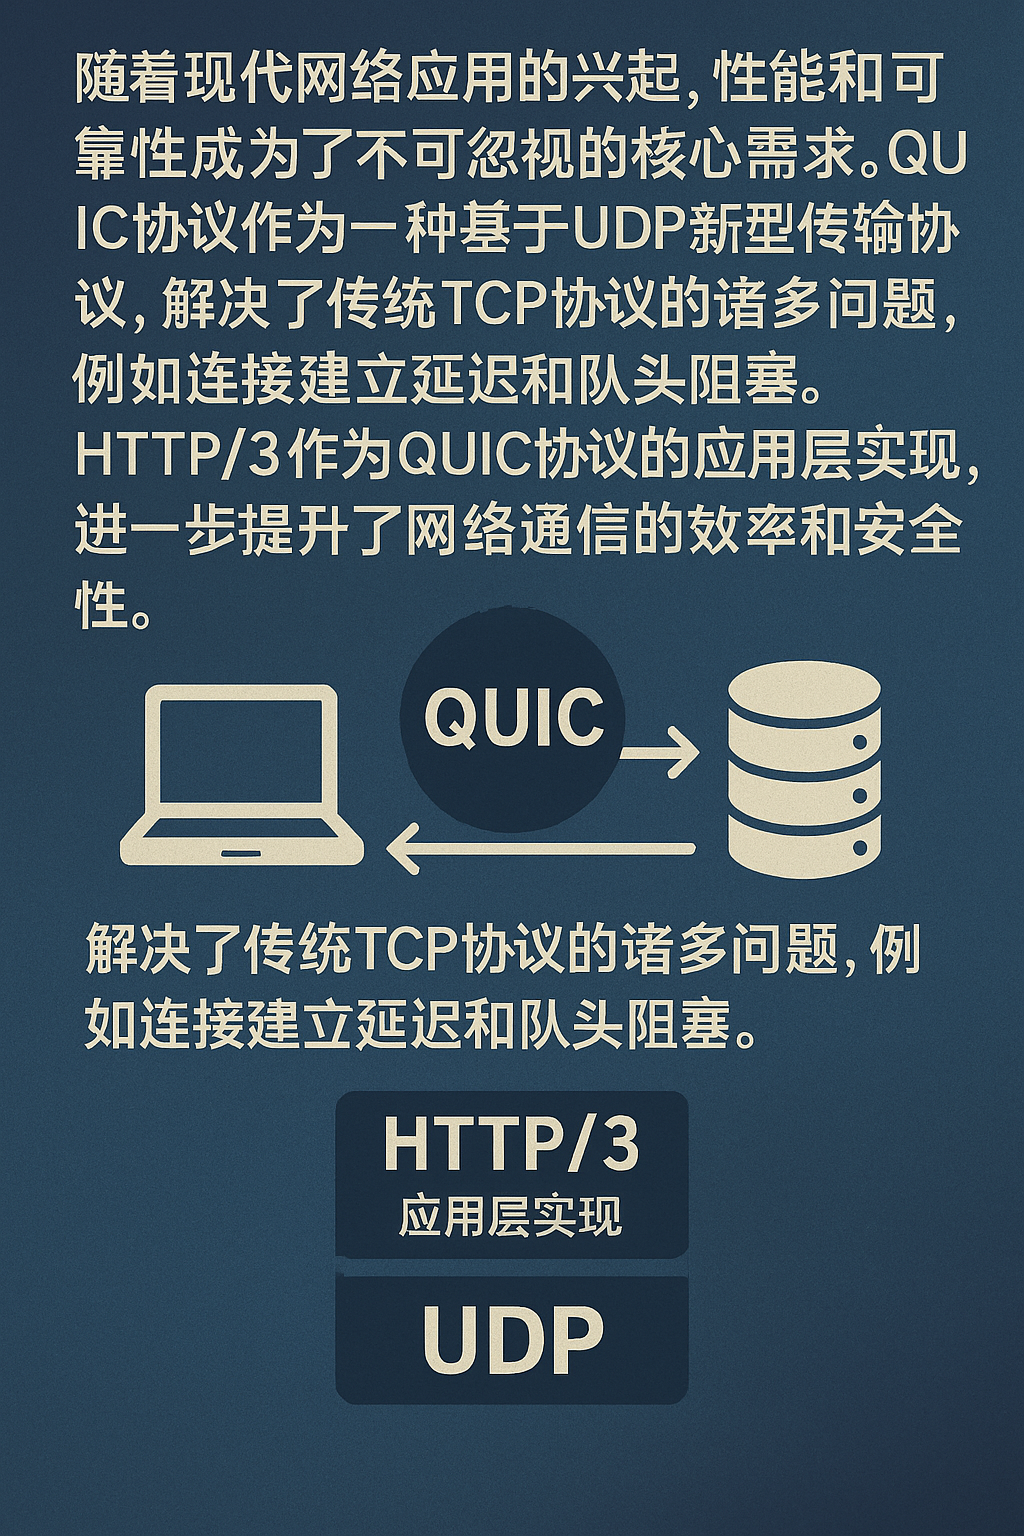 随着现代网络应用的兴起,性能和可
靠性成为了不可忽视的核心需求。QU
IC协议作为一种基于UDP新型传输协
议,解决了传统TCP协议的诸多问题,
例如连接建立延迟和队头阻塞。
HTTP/3作为QUIC协议的应用层实现,
进一步提升了网络通信的效率和安全
性。
QUIC
解决了传统TCP协议的诸多问题,例
如连接建立延迟和队头阻塞。
HTTP/3
应用层实现
UDP